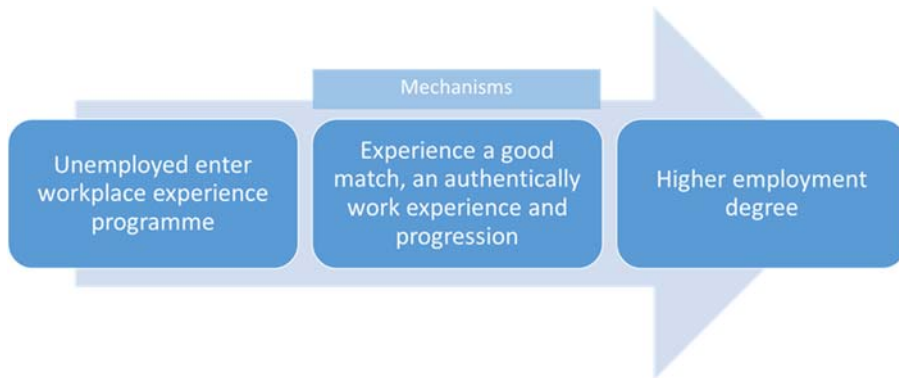 Mechanisms
Unemployed enter
workplace experience
programme
Experience a good
match, an authentically
work experience and
progression
Higher employment
degree